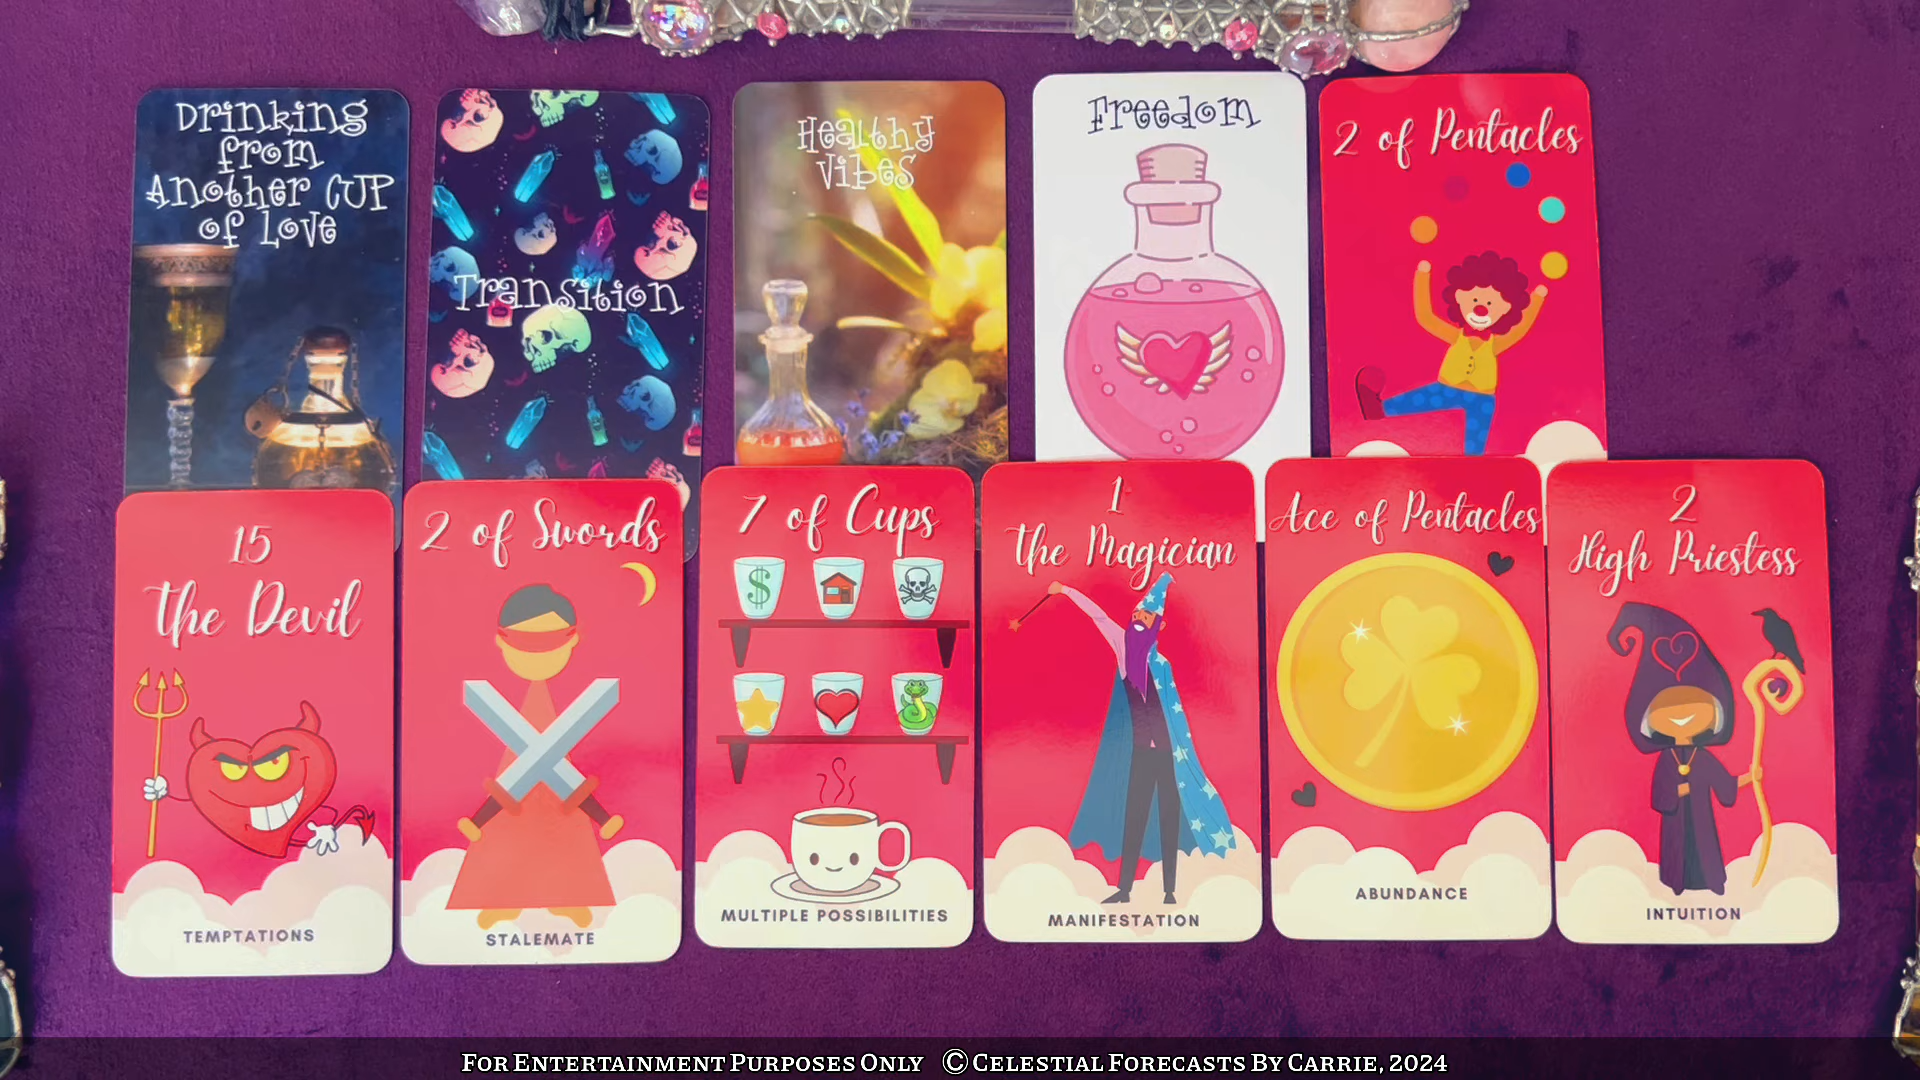 Drinking
from
Another CUP
of Love
Transition
Healthy
Vibes
Freedom
2 of Pentacles
15
The Devil
TEMPTATIONS
2 of Swords
STALEMATE
7 of Cups
$
MULTIPLE POSSIBILITIES
1
The Magician
MANIFESTATION
Ace of Pentacles
ABUNDANCE
2
High Priestess
INTUITION
For Entertainment Purposes Only © Celestial Forecasts By Carrie, 2024